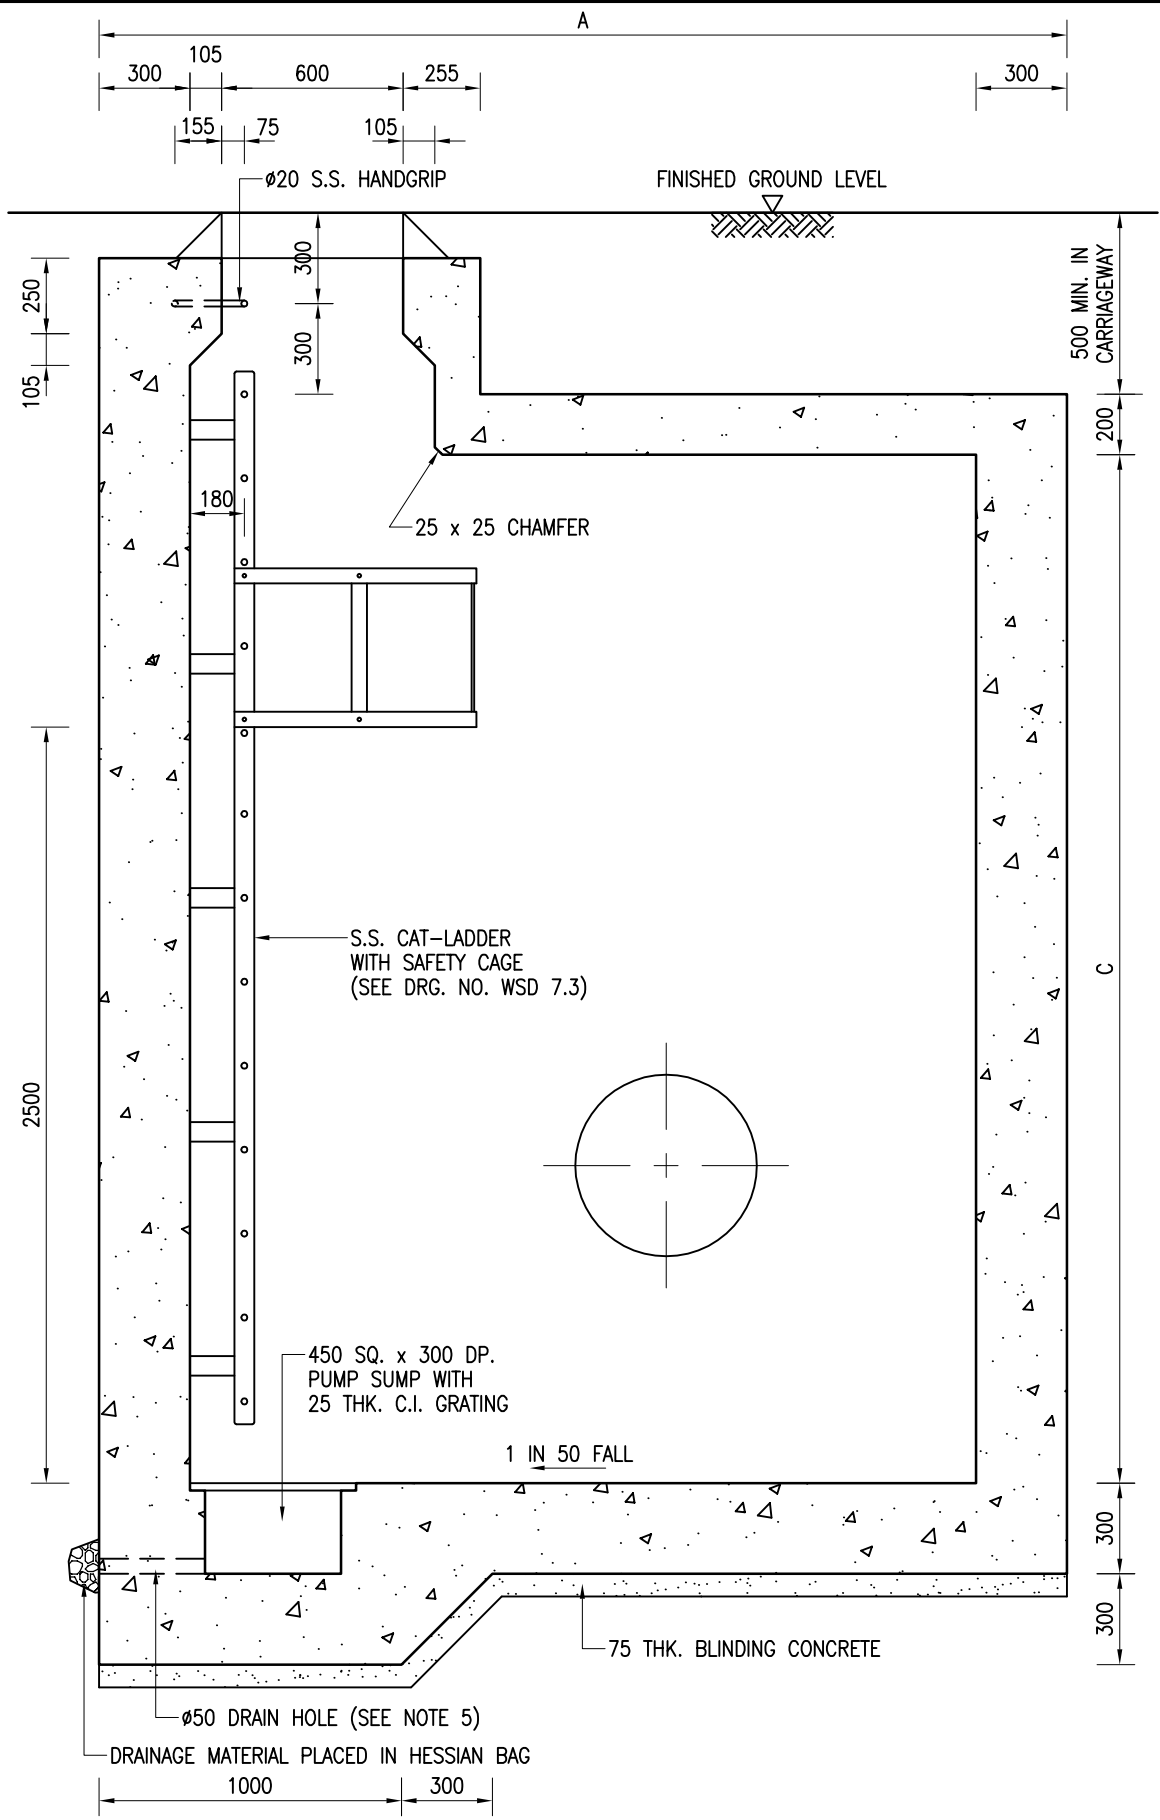 A
105
300
600
255
300
155
75
105
ø20 S.S. HANDGRIP
FINISHED GROUND LEVEL
250
105
300
300
500 MIN. IN
CARRIAGEWAY
200
180
25 x 25 CHAMFER
2500
S.S. CAT-LADDER
WITH SAFETY CAGE
(SEE DRG. NO. WSD 7.3)
C
450 SQ. x 300 DP.
PUMP SUMP WITH
25 THK. C.I. GRATING
1 IN 50 FALL
300
300
75 THK. BLINDING CONCRETE
ø50 DRAIN HOLE (SEE NOTE 5)
DRAINAGE MATERIAL PLACED IN HESSIAN BAG
1000
300